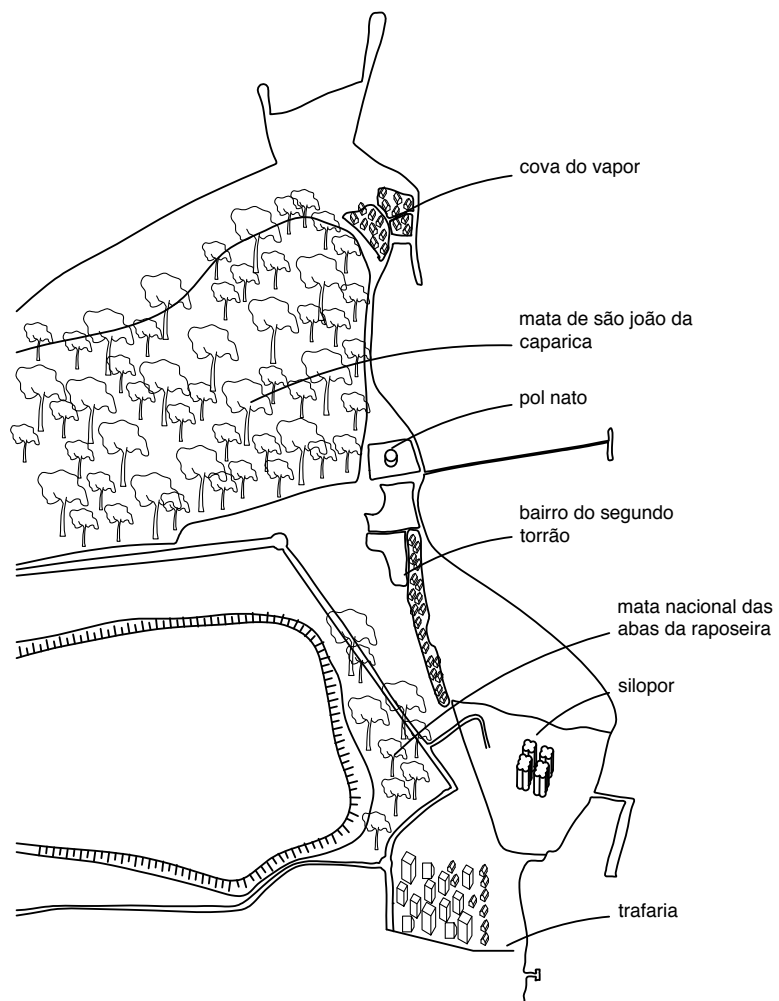 cova do vapor
mata de são joão da
caparica
pol nato
bairro do segundo
torrão
mata nacional das
abas da raposeira
silopor
trafaria